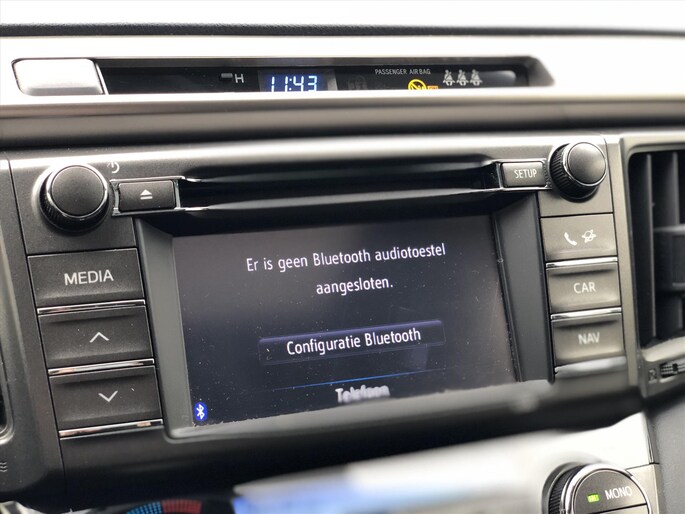 H
11:43
PASSENGER AIR BAG
SETUP
MEDIA
CAR
NAV
Er is geen Bluetooth audiotoestel
aangesloten.
Configuratie Bluetooth
Telefoon
MONO